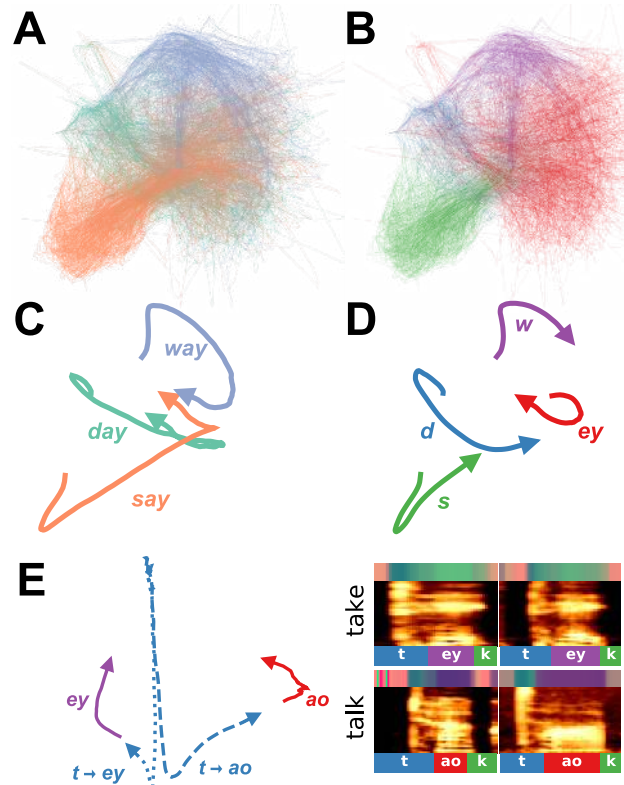 A
B
C
way
day
say
D
w
d
ey
s
E
ey
t → ey
t → ao
ao
take
t ey k
t ey k
talk
t ao k
t ao k